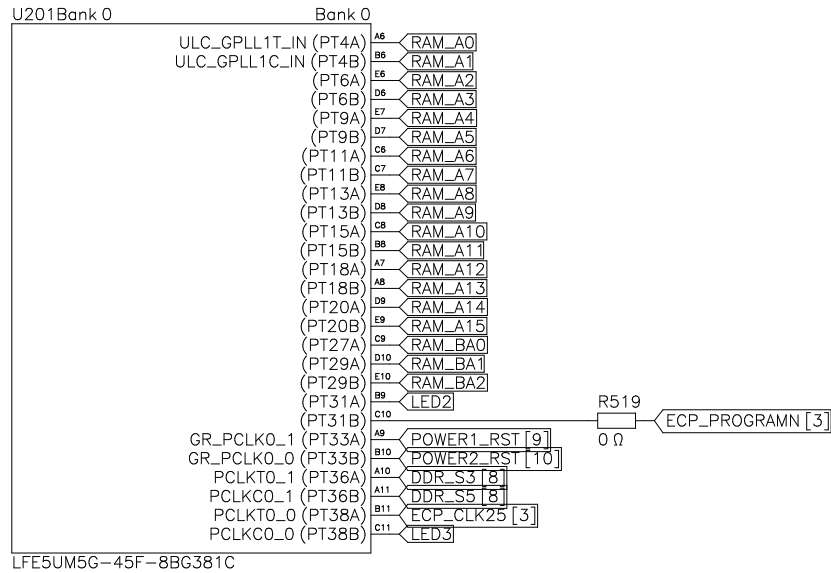 U201Bank 0 Bank 0
ULC_GPLL1T_IN (PT4A) A6 RAM_A0
ULC_GPLL1C_IN (PT4B) B6 RAM_A1
(PT6A) E6 RAM_A2
(PT6B) D6 RAM_A3
(PT9A) E7 RAM_A4
(PT9B) D7 RAM_A5
(PT11A) C6 RAM_A6
(PT11B) C7 RAM_A7
(PT13A) E8 RAM_A8
(PT13B) D8 RAM_A9
(PT15A) C8 RAM_A10
(PT15B) B8 RAM_A11
(PT18A) A7 RAM_A12
(PT18B) A8 RAM_A13
(PT20A) D9 RAM_A14
(PT20B) E9 RAM_A15
(PT27A) C9 RAM_BA0
(PT29A) D10 RAM_BA1
(PT29B) E10 RAM_BA2
(PT31A) B9 LED2
R519
(PT31B) C10 ECP_PROGRAMN [3]
0 Ω
GR_PCLK0_1 (PT33A) A9 POWER1_RST [9]
GR_PCLK0_0 (PT33B) B10 POWER2_RST [10]
PCLKT0_1 (PT36A) A10 DDR_S3 [8]
PCLKC0_1 (PT36B) A11 DDR_S5 [8]
PCLKT0_0 (PT38A) B11 ECP_CLK25 [3]
PCLKC0_0 (PT38B) C11 LED3
LFE5UM5G-45F-8BG381C